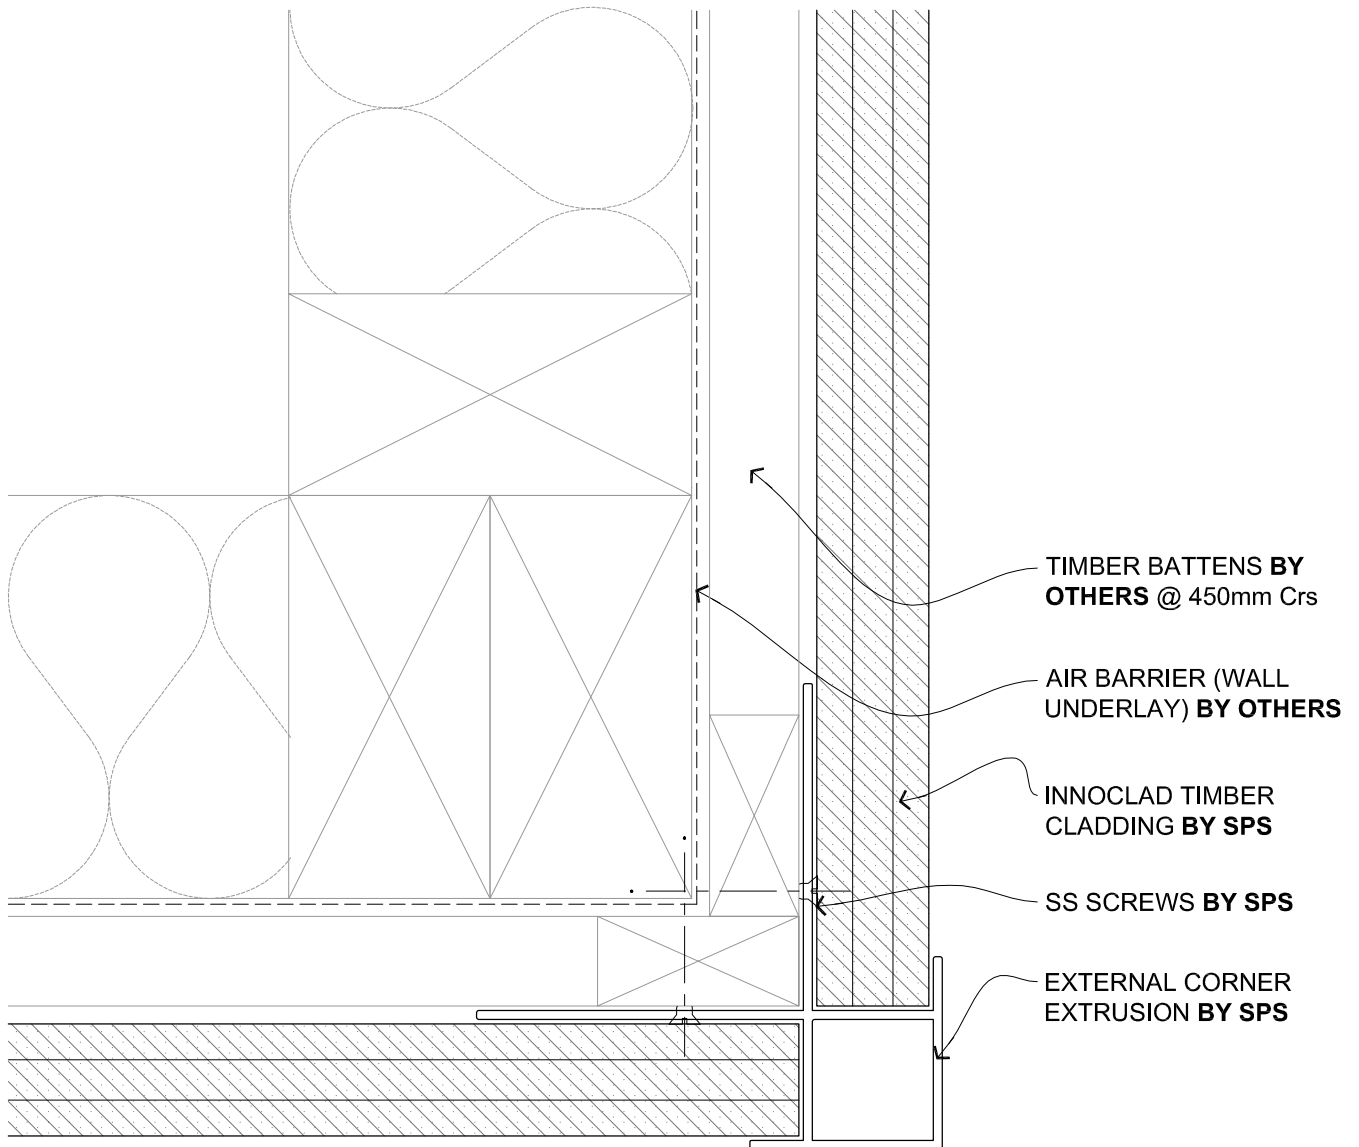 TIMBER BATTENS BY
OTHERS @ 450mm Crs
AIR BARRIER (WALL
UNDERLAY) BY OTHERS
INNOCLAD TIMBER
CLADDING BY SPS
SS SCREWS BY SPS
EXTERNAL CORNER
EXTRUSION BY SPS